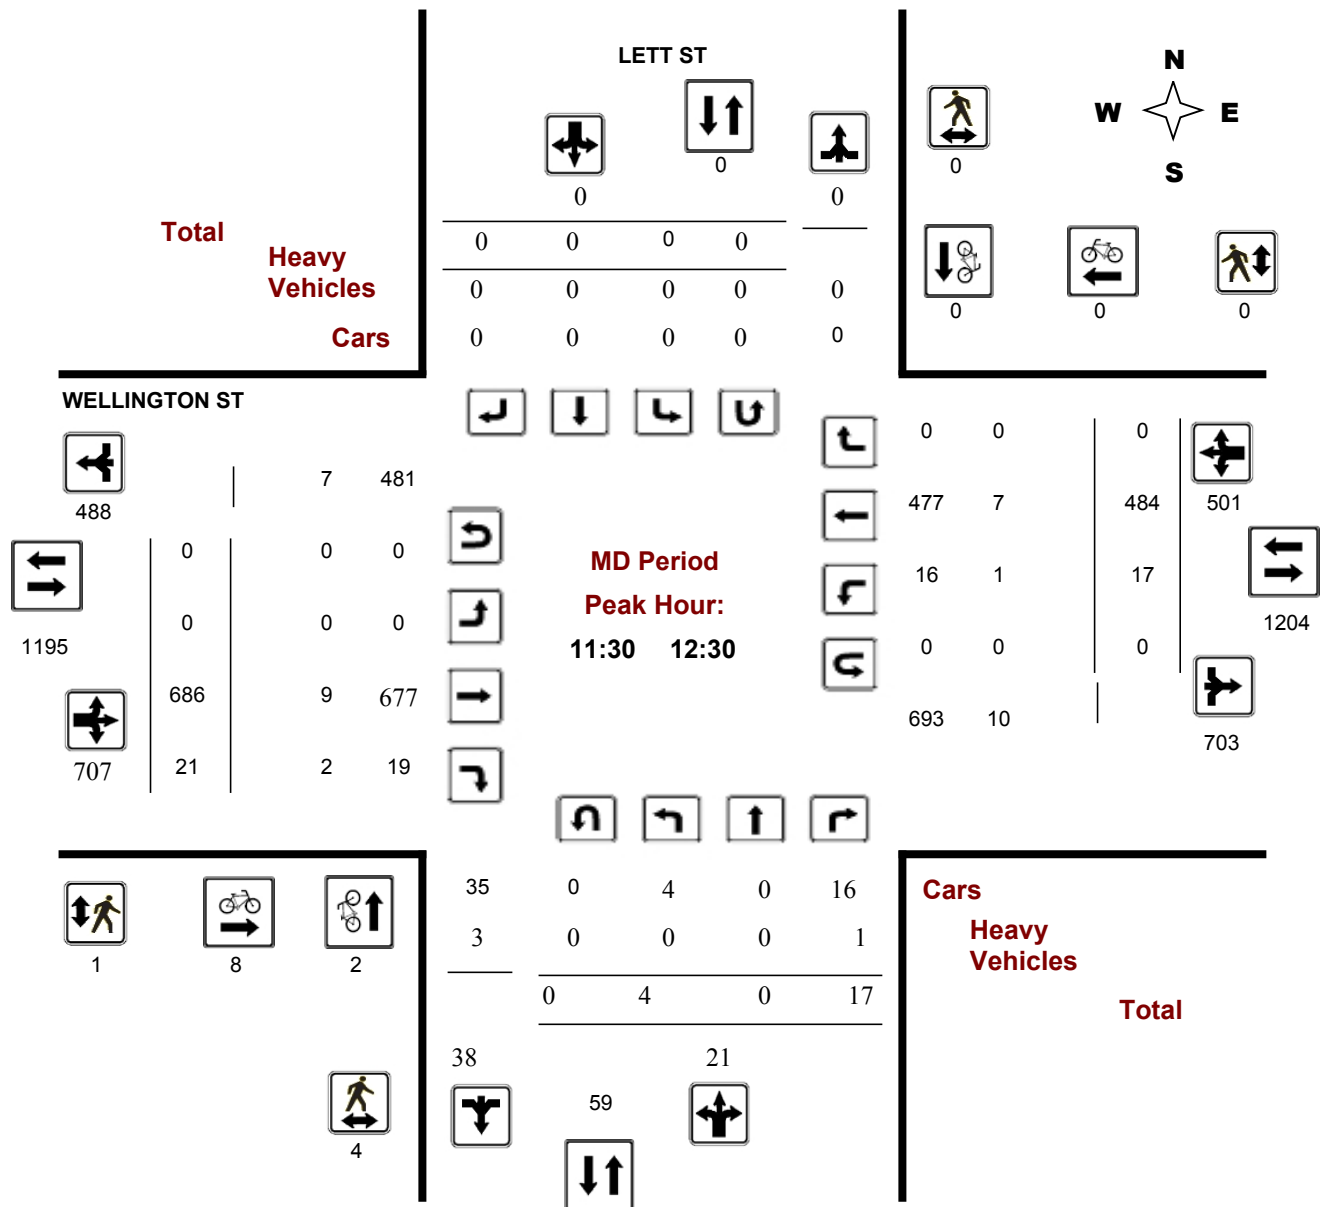 LETT ST
N
W E
S
0
0
0 0
Total
0 0 0 0
Heavy
Vehicles
0 0 0 0 0
0 0 0
Cars
0 0 0 0 0
WELLINGTON ST
0 0 0
7 481
488
477 7 484 501
0 0 0
MD Period
16 1 17
Peak Hour:
0 0 0
1195
11:30 12:30
0 0 0
1204
686 9 677
693 10
703
707 21 2 19
35 0 4 0 16
Cars
3 0 0 0 1
Heavy
Vehicles
1 8 2
0 4 0 17
Total
38 21
59
4